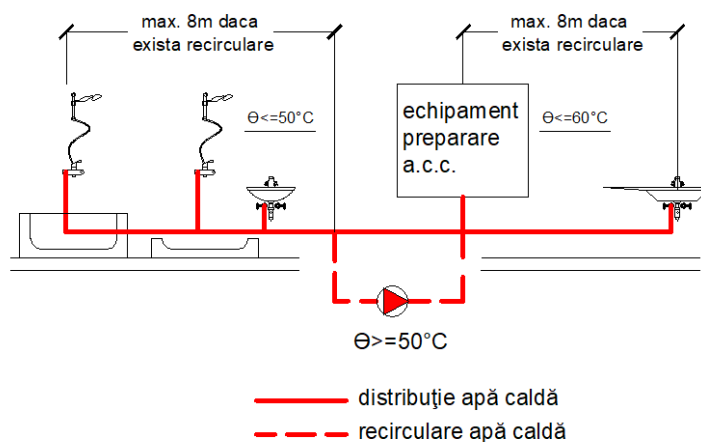 max. 8m daca
exista recirculare
max. 8m daca
exista recirculare
Ɵ<=50°C
echipament
preparare
a.c.c.
Ɵ<=60°C
Ɵ>=50°C
distribuţie apă caldă
recirculare apă caldă